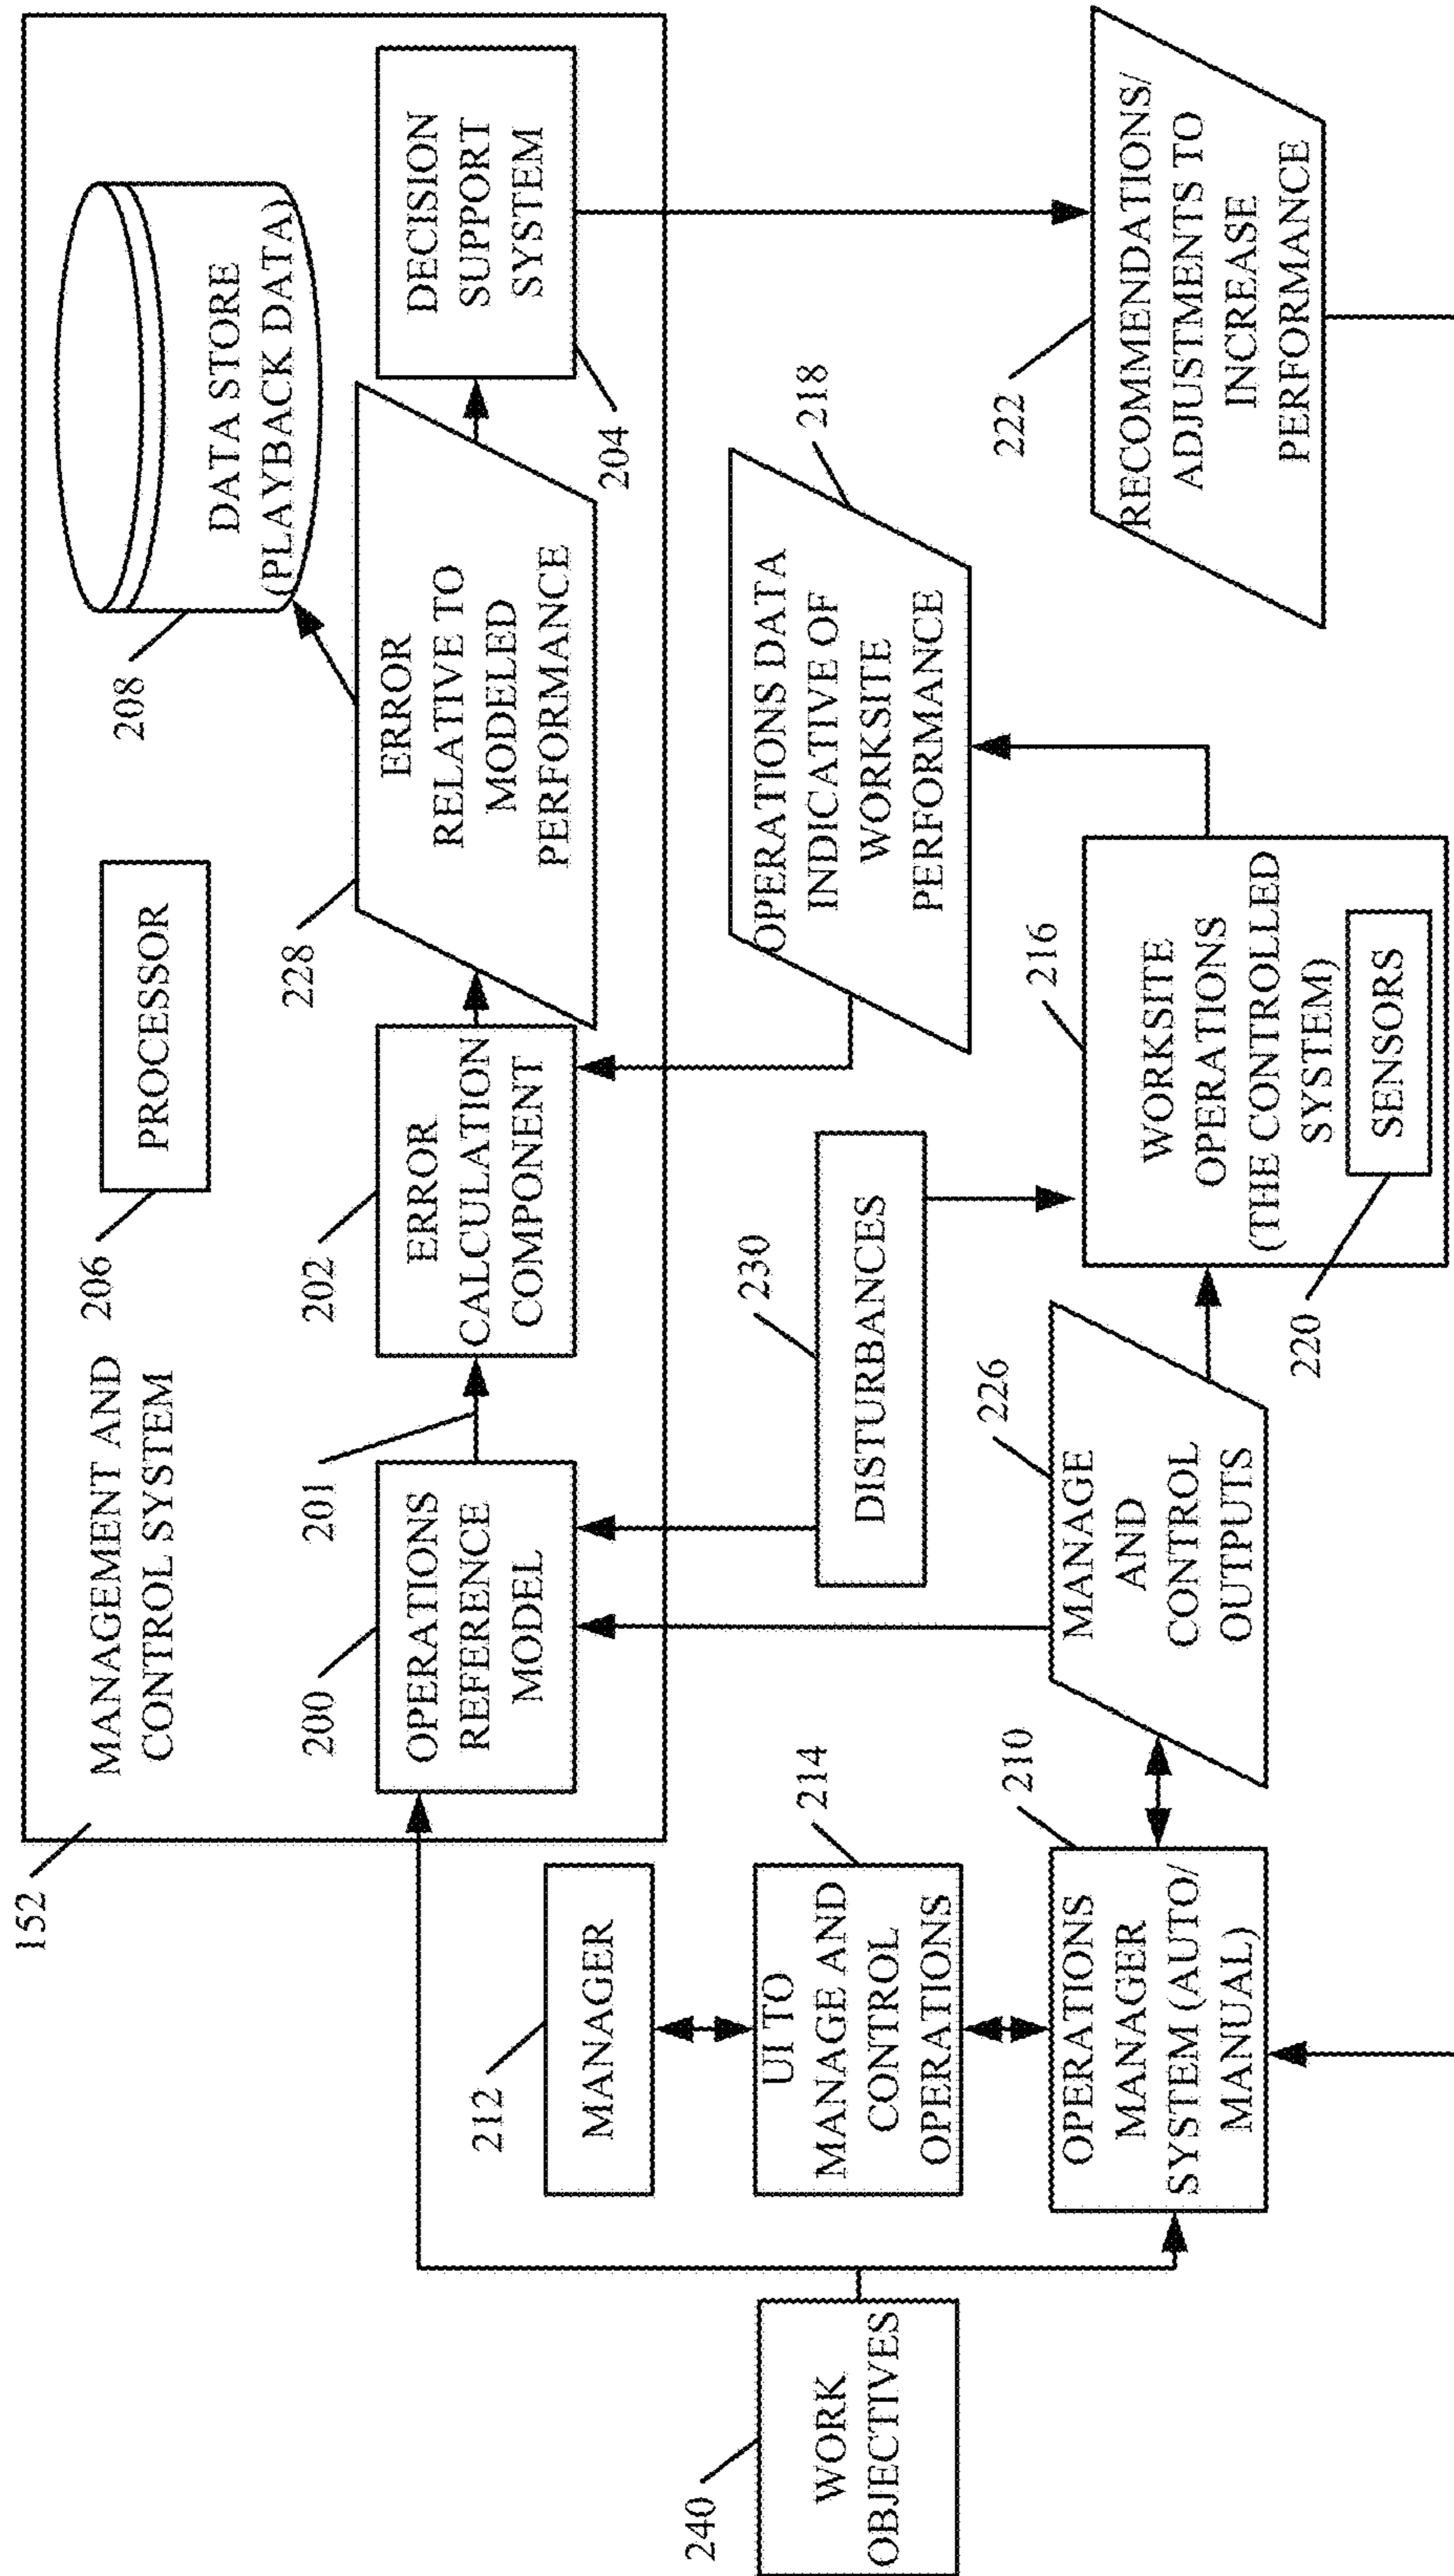 152
MANAGEMENT AND
CONTROL SYSTEM
206
PROCESSOR
208
DATA STORE
(PLAYBACK DATA)
200
OPERATIONS
REFERENCE
MODEL
201
202
ERROR
CALCULATION
COMPONENT
228
ERROR
RELATIVE TO
MODELED
PERFORMANCE
DECISION
SUPPORT
SYSTEM
204
212
MANAGER
240
WORK
OBJECTIVES
214
UI TO
MANAGE AND
CONTROL
OPERATIONS
230
DISTURBANCES
OPERATIONS DATA
INDICATIVE OF
WORKSITE
PERFORMANCE
218
210
OPERATIONS
MANAGER
SYSTEM (AUTO/
MANUAL)
226
MANAGE
AND
CONTROL
OUTPUTS
216
WORKSITE
OPERATIONS
(THE CONTROLLED
SYSTEM)
SENSORS
220
222
RECOMMENDATIONS/
ADJUSTMENTS TO
INCREASE
PERFORMANCE